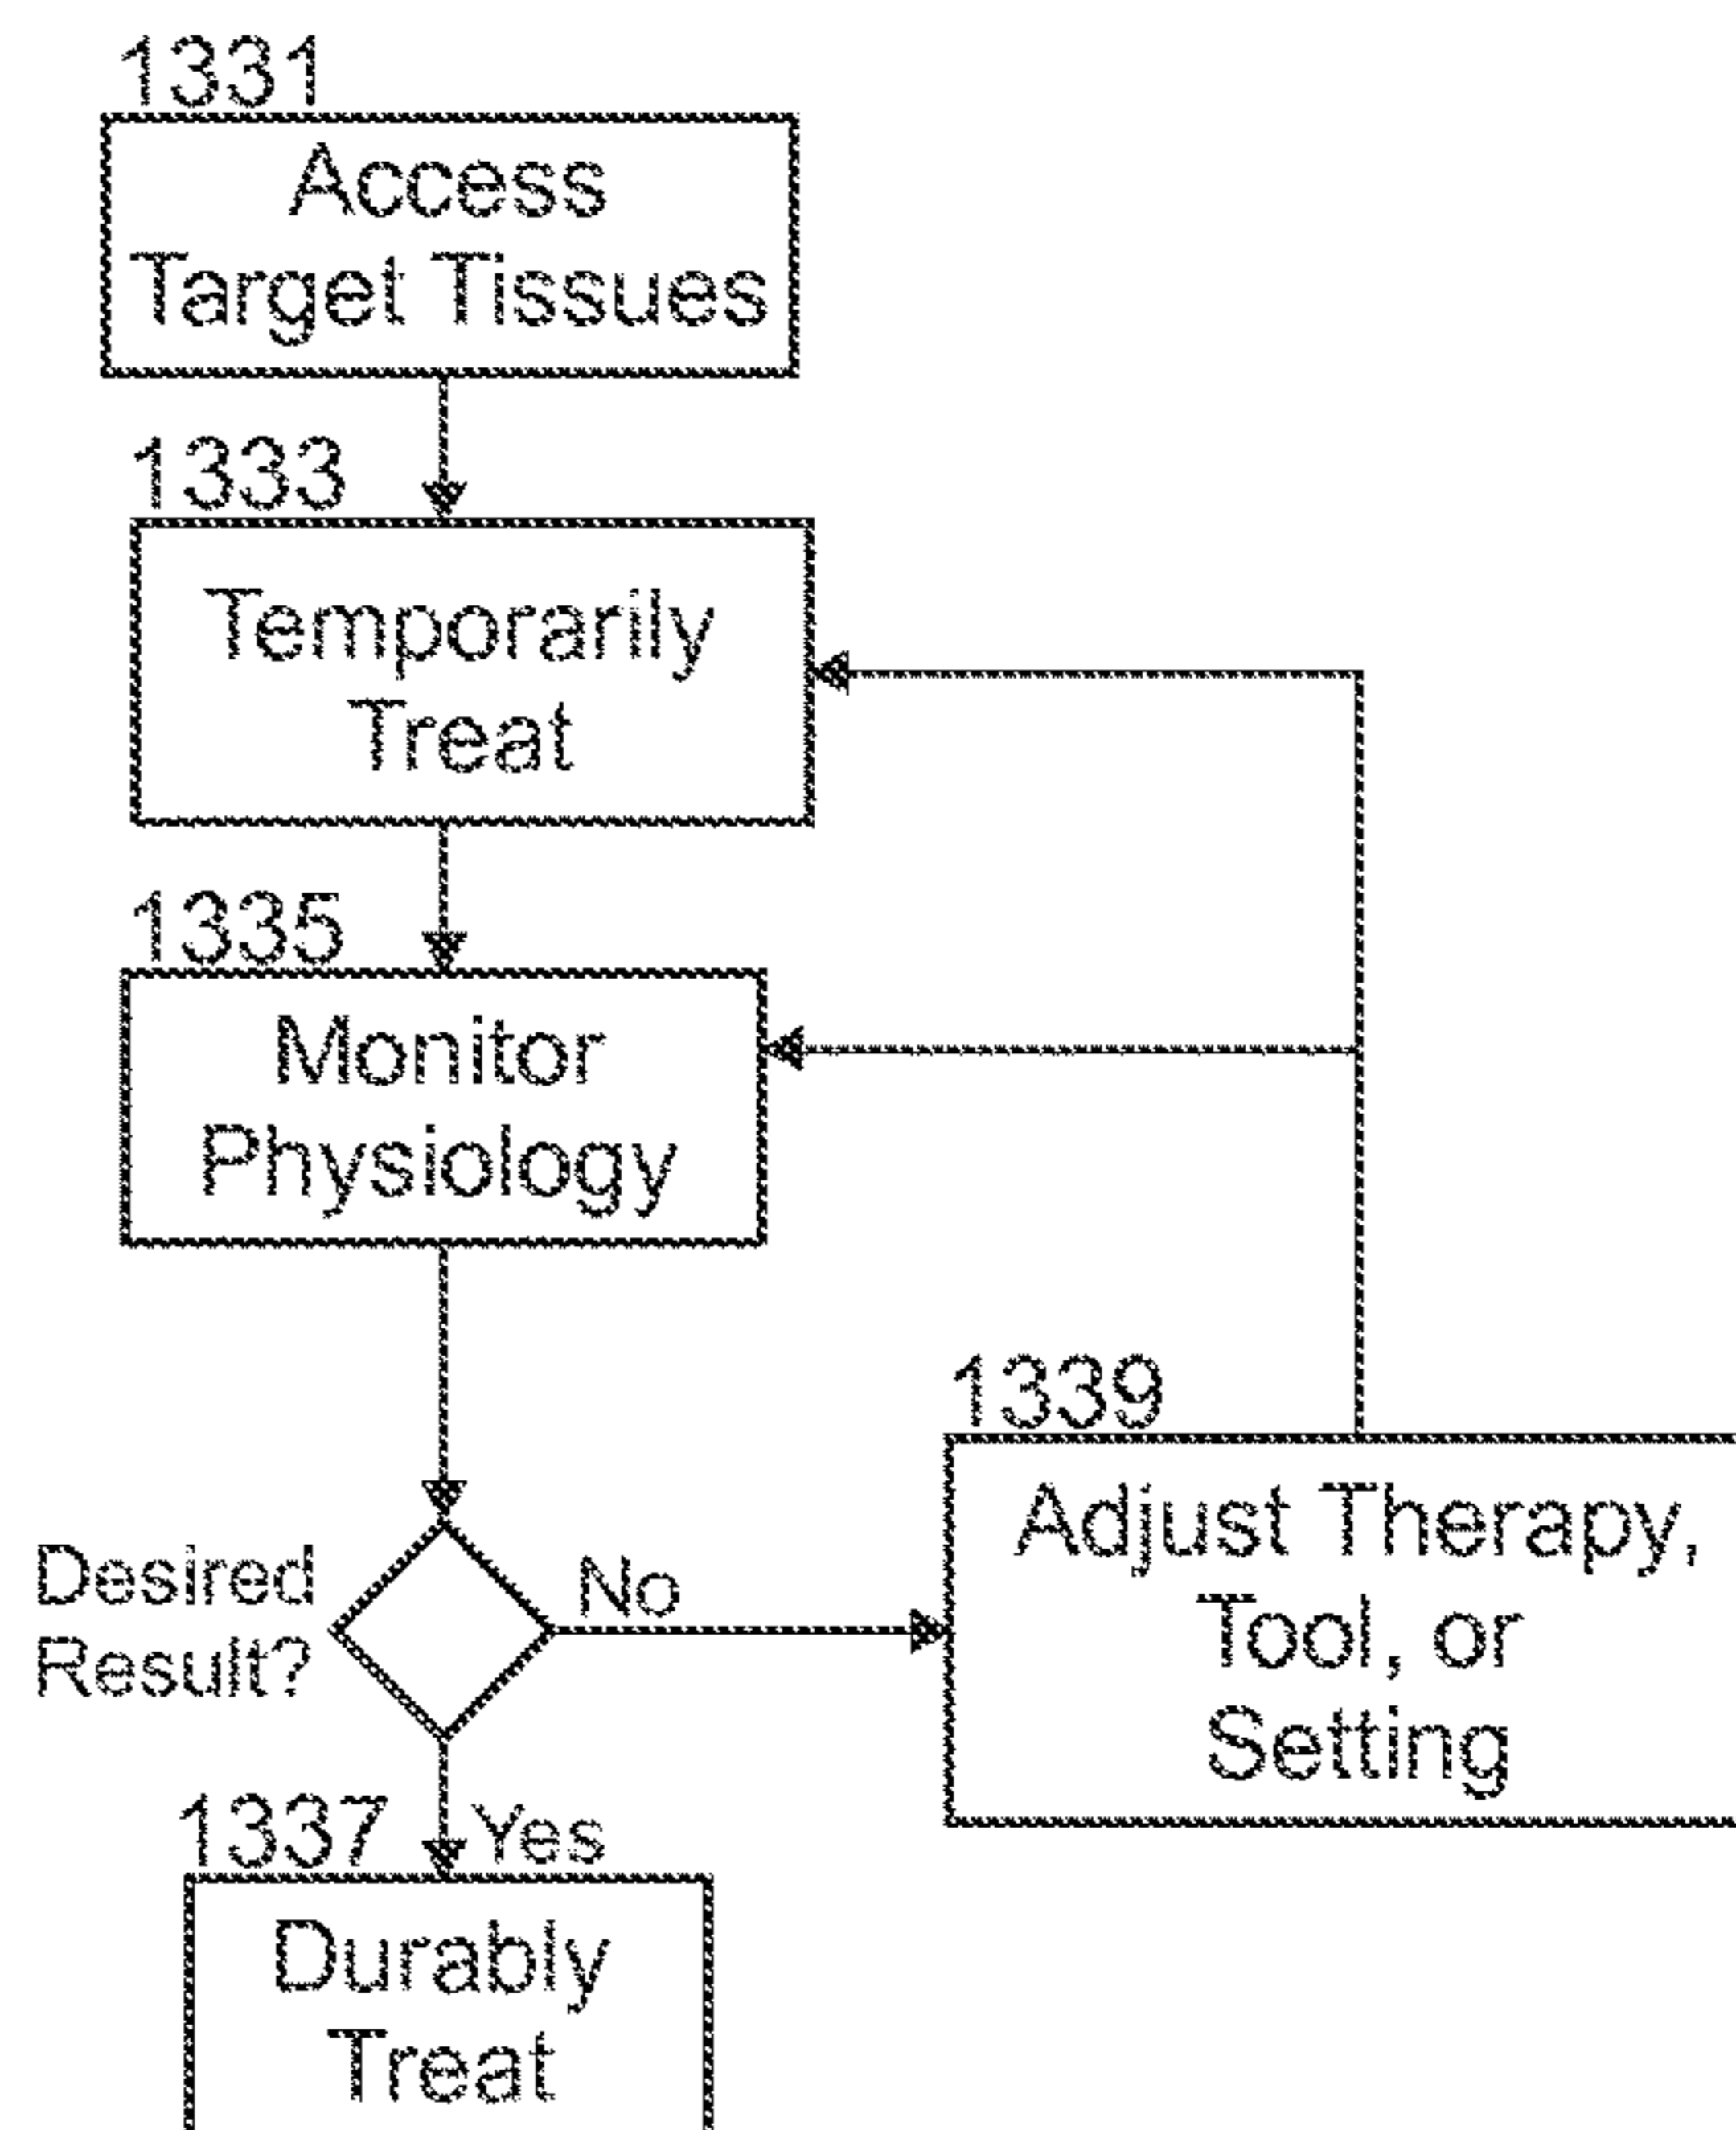 1331
Access
Target Tissues
1333
Temporarily
Treat
1335
Monitor
Physiology
1339
Adjust Therapy,
Tool, or
Setting
Desired
Result?
No
1337
Yes
Durably
Treat